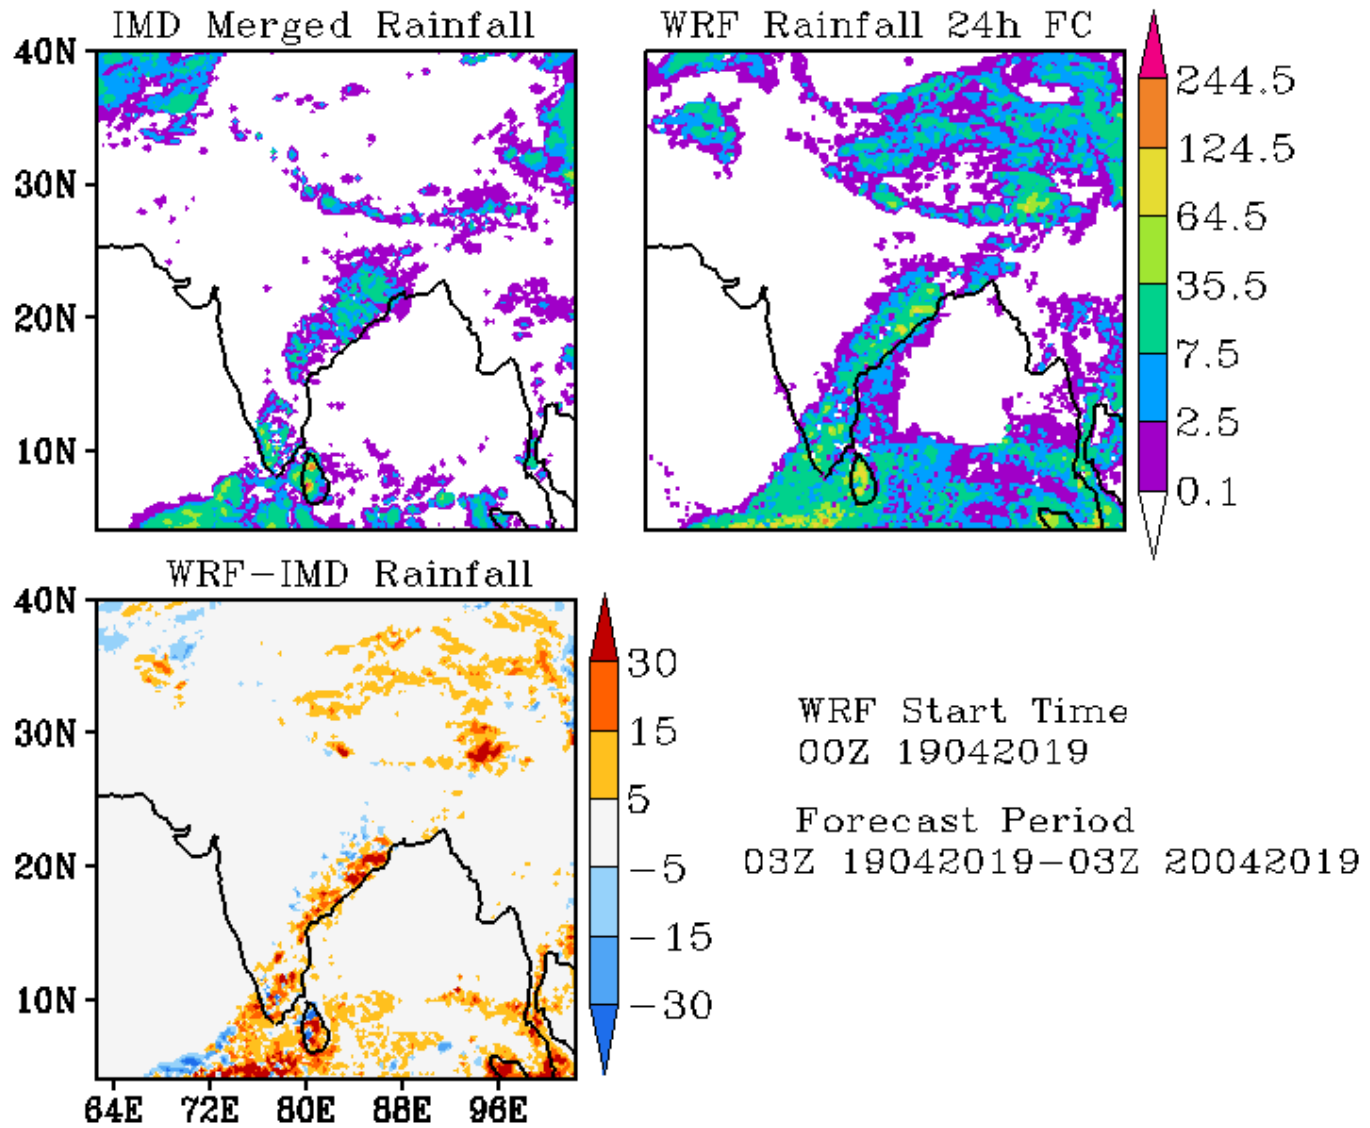 IMD Merged Rainfall
WRF Rainfall 24h FC
40N
30N
20N
10N
244.5
124.5
64.5
35.5
7.5
2.5
0.1
WRF-IMD Rainfall
40N
30N
20N
10N
64E 72E 80E 88E 96E
30
15
5
-5
-15
-30
WRF Start Time
00Z 19042019
Forecast Period
03Z 19042019-03Z 20042019